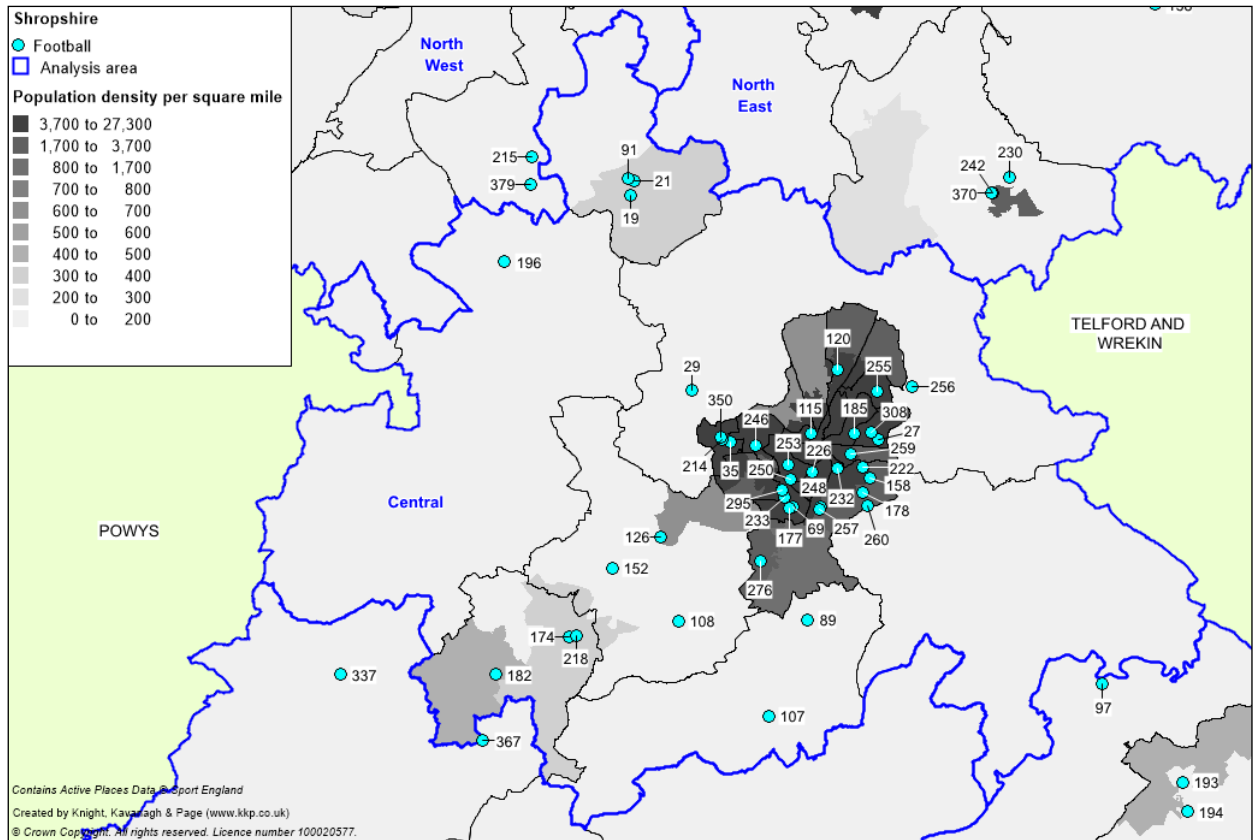 Shropshire
Football
Analysis area
Population density per square mile
3,700 to 27,300
1,700 to 3,700
800 to 1,700
700 to 800
600 to 700
500 to 600
400 to 500
300 to 400
200 to 300
0 to 200
North
West
North
East
215
379
91
21
19
230
242
370
196
TELFORD AND
WREKIN
120
29
255
256
350
246
115
185
308
27
253
226
259
214
35
250
248
222
158
295
232
178
233
177
69
257
260
Central
POWYS
126
152
276
108
89
174
218
337
182
97
107
367
193
194
Contains Active Places Data © Sport England
Created by Knight, Kavanagh & Page (www.kkp.co.uk)
© Crown Copyright. All rights reserved. Licence number 100020577.